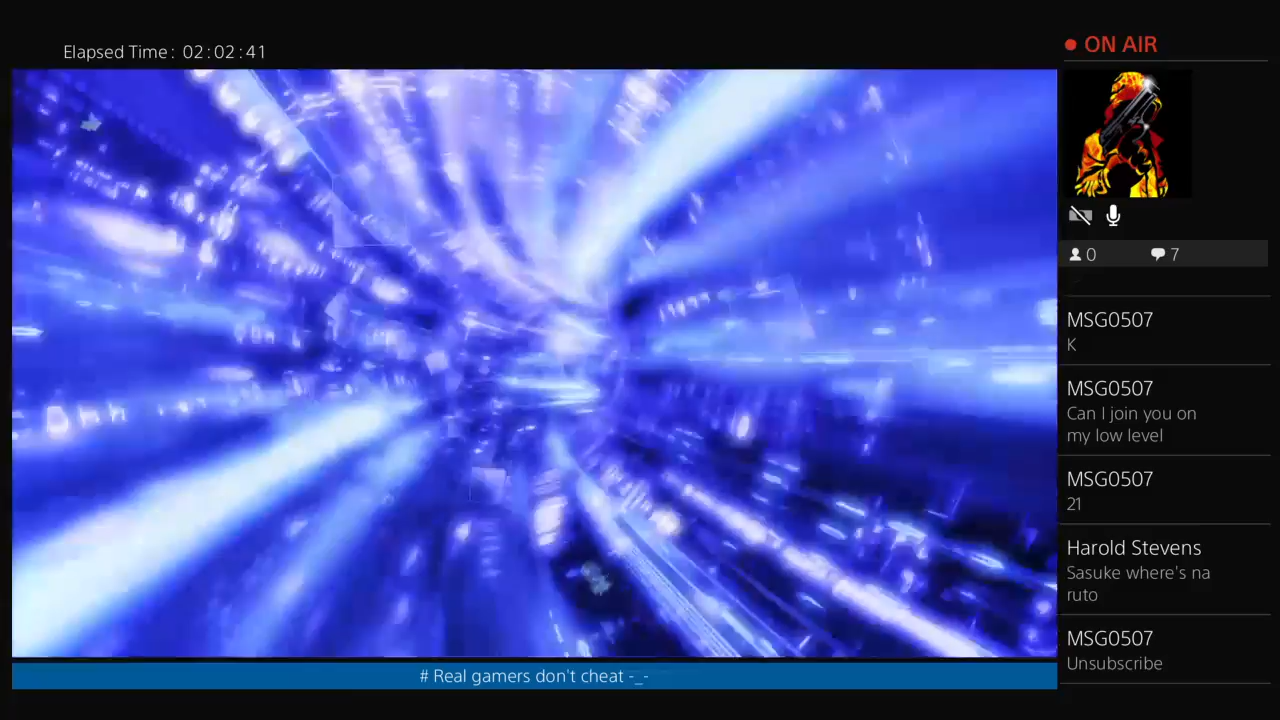 Elapsed Time: 02:02:41
ON AIR
0
7
MSG0507
K
MSG0507
Can I join you on
my low level
MSG0507
21
Harold Stevens
Sasuke where's na
ruto
MSG0507
Unsubscribe
# Real gamers don't cheat -_-